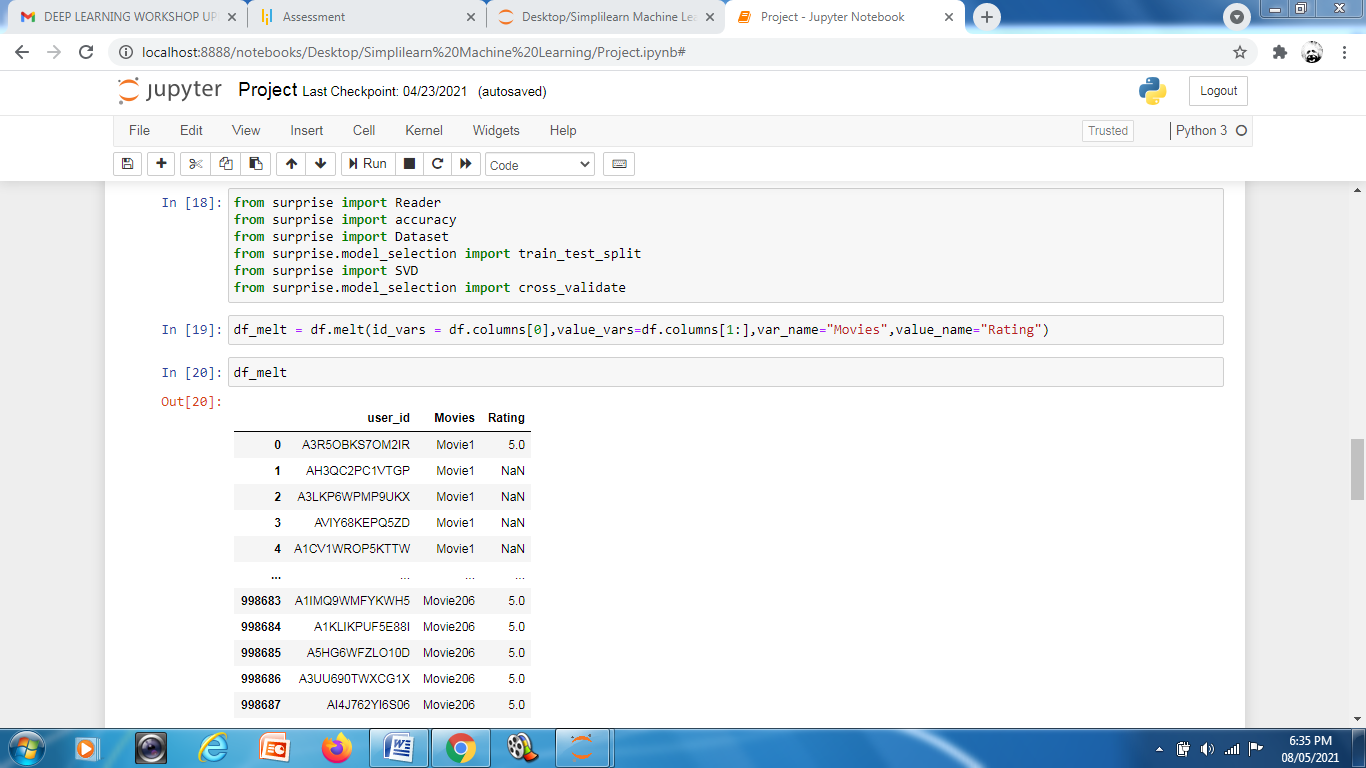 DEEP LEARNING WORKSHOP UP
Assessment
Desktop/Simplilearn Machine Le
Project - Jupyter Notebook
localhost:8888/notebooks/Desktop/Simplilearn%20Machine%20Learning/Project.ipynb#
jupyter Project Last Checkpoint: 04/23/2021 (autosaved)
Logout
File Edit View Insert Cell Kernel Widgets Help
Trusted
Python 3
Run
Code
In [18]: from surprise import Reader
from surprise import accuracy
from surprise import Dataset
from surprise.model_selection import train_test_split
from surprise import SVD
from surprise.model_selection import cross_validate
In [19]: df_melt = df.melt(id_vars = df.columns[0],value_vars=df.columns[1:],var_name="Movies",value_name="Rating")
In [20]: df_melt
Out[20]:
user_id Movies Rating
0 A3R5OBKS7OM2IR Movie1 5.0
1 AH3QC2PC1VTGP Movie1 NaN
2 A3LKP6WPMP9UKX Movie1 NaN
3 AVIY68KEPQ5ZD Movie1 NaN
4 A1CV1WROP5KTTW Movie1 NaN
... ... ... ...
998683 A1IMQ9WMFYKWH5 Movie206 5.0
998684 A1KLIKPUF5E88I Movie206 5.0
998685 A5HG6WFZLO10D Movie206 5.0
998686 A3UU690TWXCG1X Movie206 5.0
998687 AI4J762YI6S06 Movie206 5.0
6:35 PM
08/05/2021